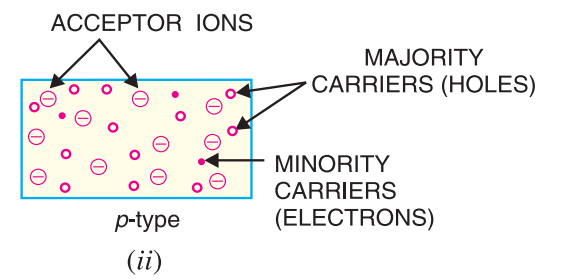 ACCEPTOR IONS
MAJORITY
CARRIERS (HOLES)
MINORITY
CARRIERS
(ELECTRONS)
p-type
(ii)